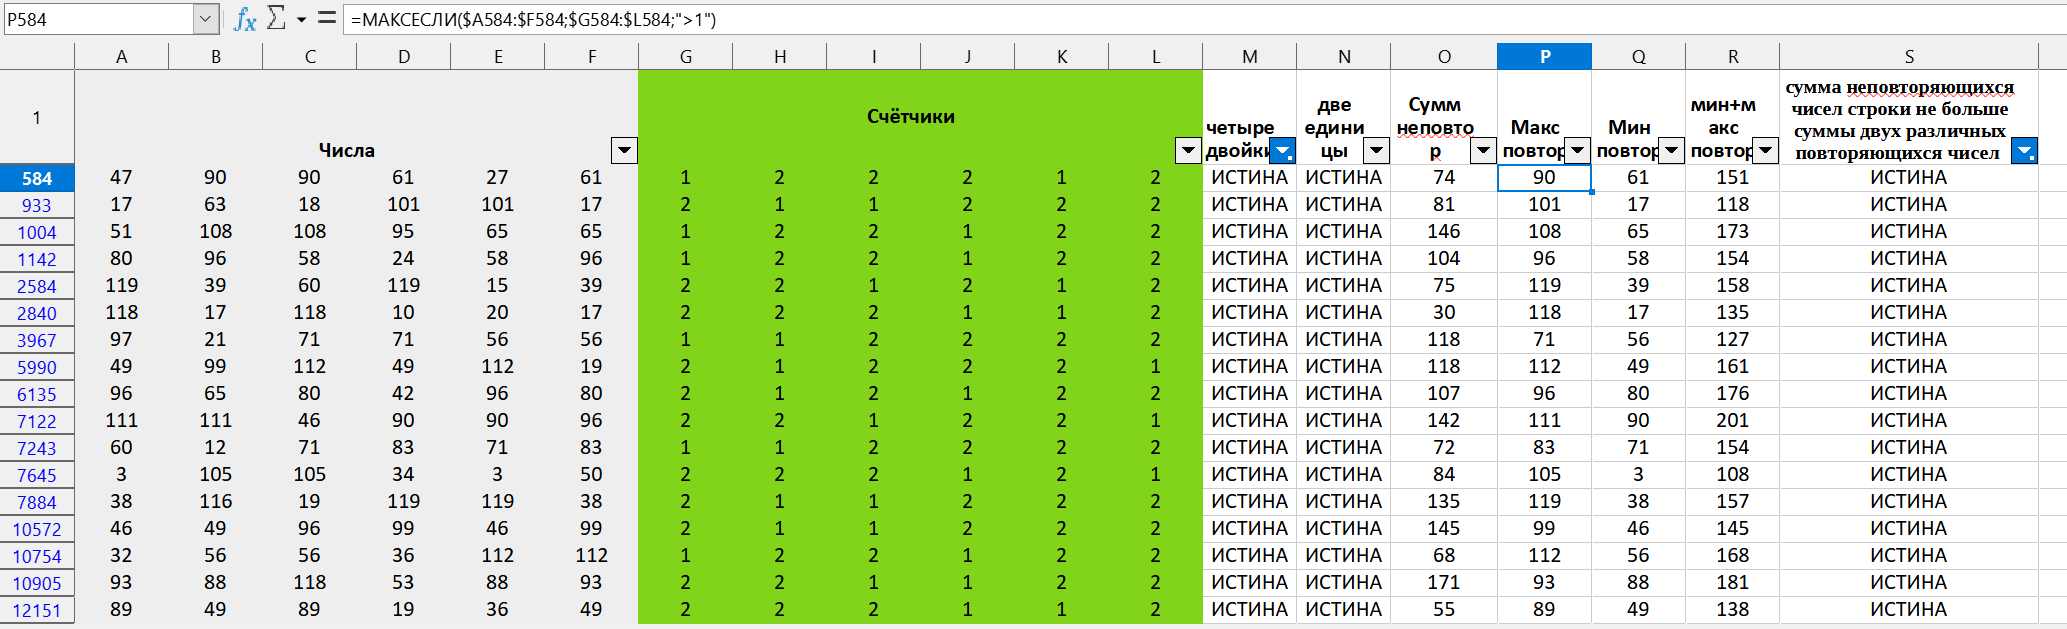 P584 =МАКСЕСЛИ($A584:$F584;$G584:$L584;">1")
A B C D E F G H I J K L M N O P Q R S
1 Числа Счётчики четыре двойки две едини цы Сумм неповто р Макс повтор Мин повтор мин+м акс повтор сумма неповторяющихся чисел строки не больше суммы двух различных повторяющихся чисел
584 47 90 90 61 27 61 1 2 2 2 1 2 ИСТИНА ИСТИНА 74 90 61 151 ИСТИНА
933 17 63 18 101 101 17 2 1 1 2 2 2 ИСТИНА ИСТИНА 81 101 17 118 ИСТИНА
1004 51 108 108 95 65 65 1 2 2 1 2 2 ИСТИНА ИСТИНА 146 108 65 173 ИСТИНА
1142 80 96 58 24 58 96 1 2 2 1 2 2 ИСТИНА ИСТИНА 104 96 58 154 ИСТИНА
2584 119 39 60 119 15 39 2 2 1 2 1 2 ИСТИНА ИСТИНА 75 119 39 158 ИСТИНА
2840 118 17 118 10 20 17 2 2 2 1 1 2 ИСТИНА ИСТИНА 30 118 17 135 ИСТИНА
3967 97 21 71 71 56 56 1 1 2 2 2 2 ИСТИНА ИСТИНА 118 71 56 127 ИСТИНА
5990 49 99 112 49 112 19 2 1 2 2 2 1 ИСТИНА ИСТИНА 118 112 49 161 ИСТИНА
6135 96 65 80 42 96 80 2 1 2 1 2 2 ИСТИНА ИСТИНА 107 96 80 176 ИСТИНА
7122 111 111 46 90 90 96 2 2 1 2 2 1 ИСТИНА ИСТИНА 142 111 90 201 ИСТИНА
7243 60 12 71 83 71 83 1 1 2 2 2 2 ИСТИНА ИСТИНА 72 83 71 154 ИСТИНА
7645 3 105 105 34 3 50 2 2 2 1 2 1 ИСТИНА ИСТИНА 84 105 3 108 ИСТИНА
7884 38 116 19 119 119 38 2 1 1 2 2 2 ИСТИНА ИСТИНА 135 119 38 157 ИСТИНА
10572 46 49 96 99 46 99 2 1 1 2 2 2 ИСТИНА ИСТИНА 145 99 46 145 ИСТИНА
10754 32 56 56 36 112 112 1 2 2 1 2 2 ИСТИНА ИСТИНА 68 112 56 168 ИСТИНА
10905 93 88 118 53 88 93 2 2 1 1 2 2 ИСТИНА ИСТИНА 171 93 88 181 ИСТИНА
12151 89 49 89 19 36 49 2 2 2 1 1 2 ИСТИНА ИСТИНА 55 89 49 138 ИСТИНА